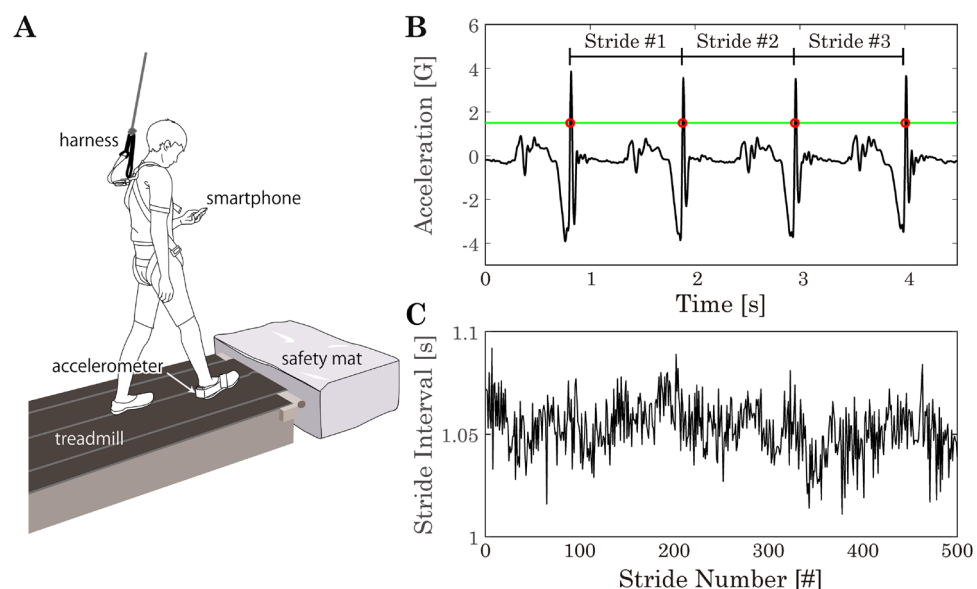 A
harness
smartphone
accelerometer
safety mat
treadmill
B
Stride #1
Stride #2
Stride #3
Acceleration [G]
6
4
2
0
-2
-4
0
1
2
3
4
Time [s]
C
Stride Interval [s]
1.1
1.05
1
0
100
200
300
400
500
Stride Number [#]